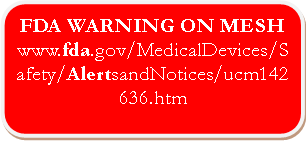 FDA WARNING ON MESH
www.fda.gov/MedicalDevices/S
afety/AlertsandNotices/ucm142
636.htm